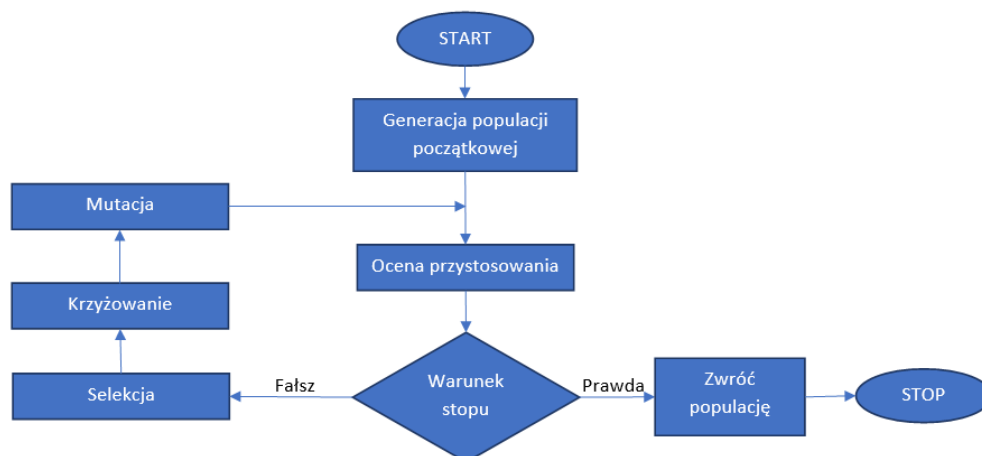 START
Generacja populacji
początkowej
Mutacja
Ocena przystosowania
Krzyżowanie
Selekcja
Fałsz
Warunek
stopu
Prawda
Zwróć
populację
STOP